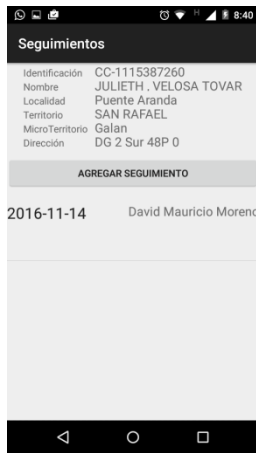 H 8:40
Seguimientos
Identificación CC-1115387260
Nombre JULIETH . VELOSA TOVAR
Localidad Puente Aranda
Territorio SAN RAFAEL
MicroTerritorio Galan
Dirección DG 2 Sur 48P 0
AGREGAR SEGUIMIENTO
2016-11-14 David Mauricio Moreno